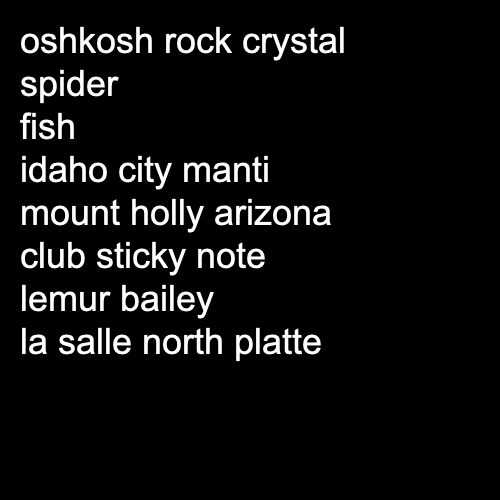 oshkosh rock crystal
spider
fish
idaho city manti
mount holly arizona
club sticky note
lemur bailey
la salle north platte